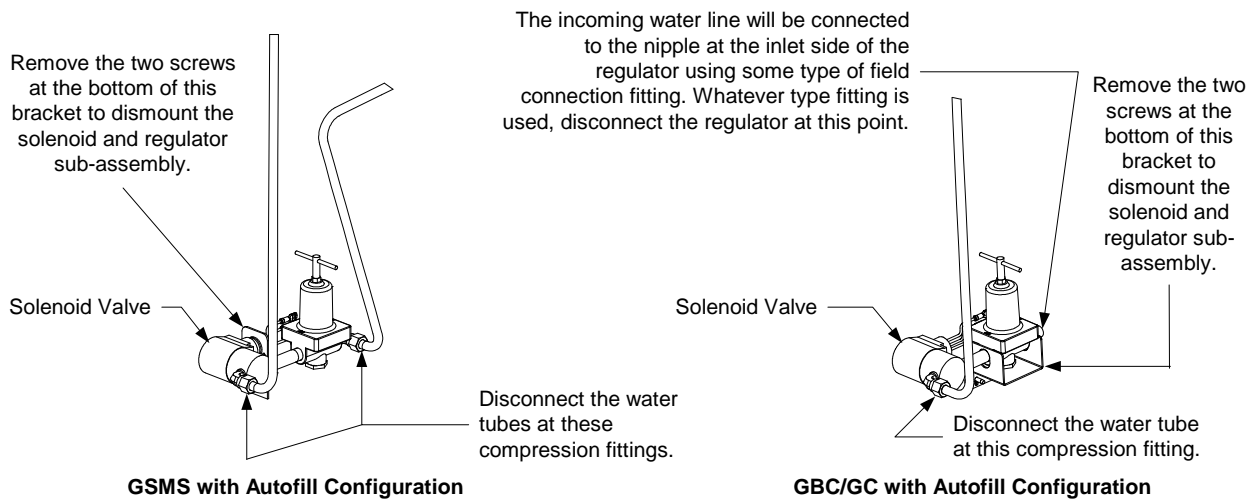 Remove the two screws
at the bottom of this
bracket to dismount the
solenoid and regulator
sub-assembly.
Solenoid Valve
Disconnect the water
tubes at these
compression fittings.
GSMS with Autofill Configuration
The incoming water line will be connected
to the nipple at the inlet side of the
regulator using some type of field
connection fitting. Whatever type fitting is
used, disconnect the regulator at this point.
Remove the two
screws at the
bottom of this
bracket to
dismount the
solenoid and
regulator sub-
assembly.
Solenoid Valve
Disconnect the water tube
at this compression fitting.
GBC/GC with Autofill Configuration